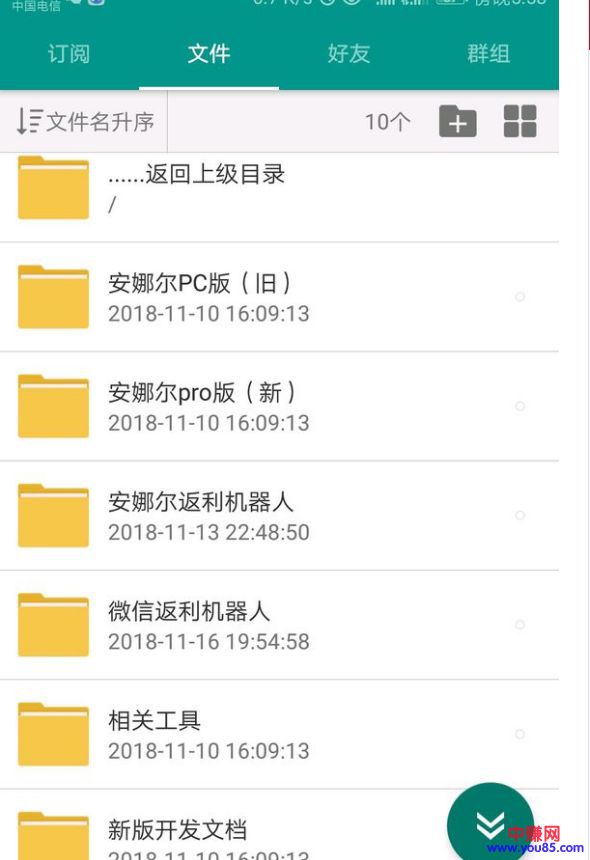 中国电信
订阅 文件 好友 群组
文件名升序 10个
......返回上级目录
/
安娜尔PC版（旧）
2018-11-10 16:09:13
安娜尔pro版（新）
2018-11-10 16:09:13
安娜尔返利机器人
2018-11-13 22:48:50
微信返利机器人
2018-11-16 19:54:58
相关工具
2018-11-10 16:09:13
新版开发文档
2018-11-10 16:09:13
中赚网
www.you85.com